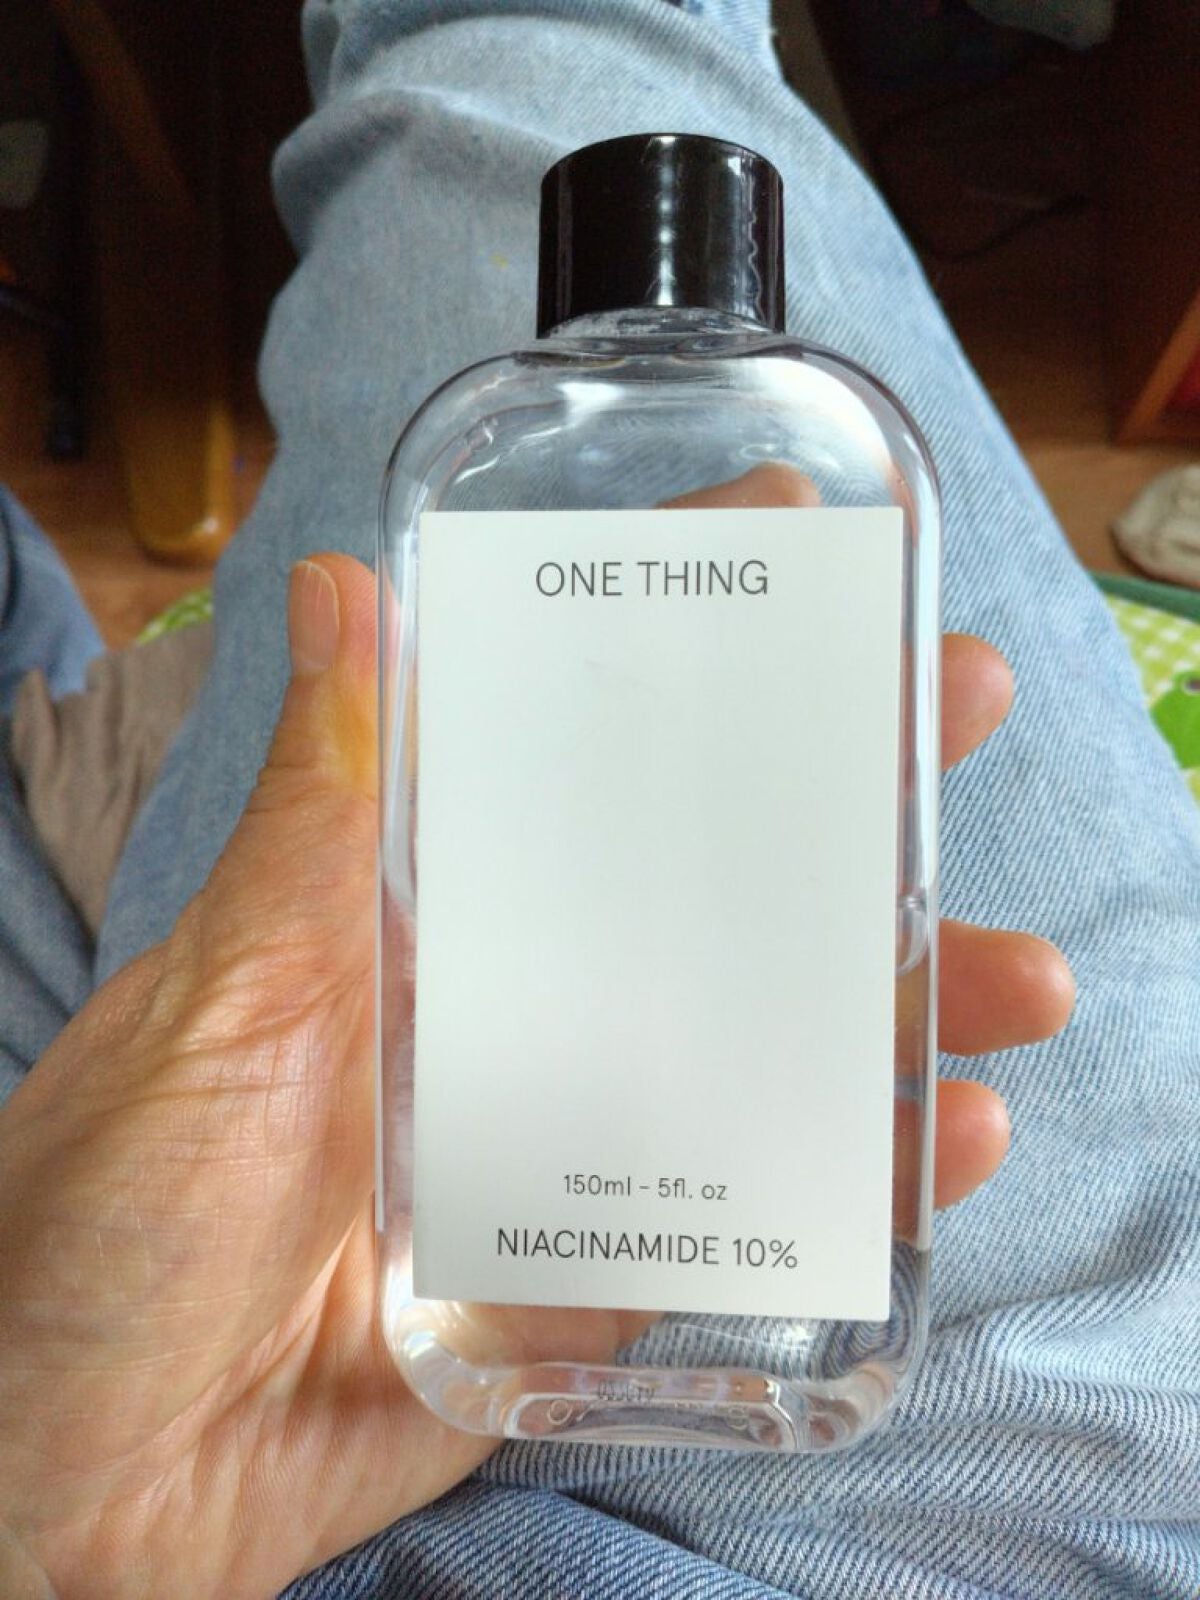 ONE THING
150ml - 5fl. oz
NIACINAMIDE 10%